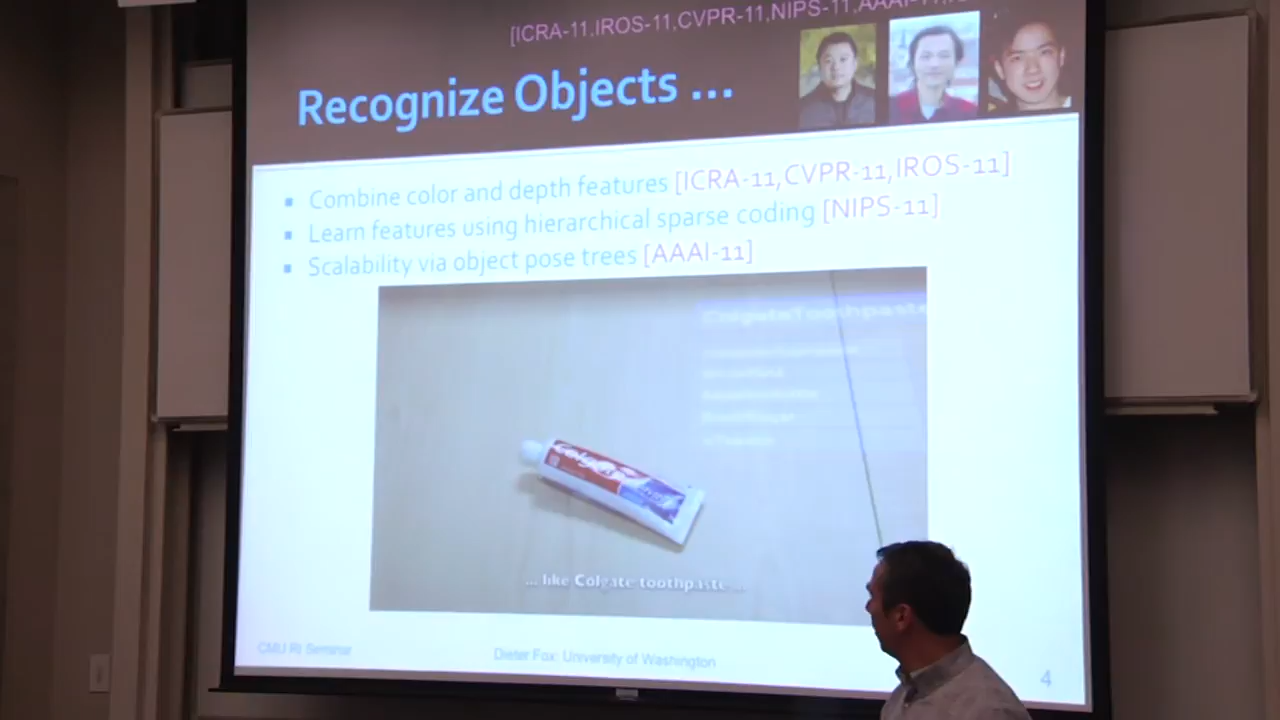 [ICRA-11,IROS-11,CVPR-11,NIPS-11,AAAI-11,
Recognize Objects ...
Combine color and depth features [ICRA-11,CVPR-11,IROS-11]
Learn features using hierarchical sparse coding [NIPS-11]
Scalability via object pose trees [AAAI-11]
ColgateToothpaste
Colgate
... like Colgate toothpaste ...
CMU RI Seminar
Dieter Fox: University of Washington
4